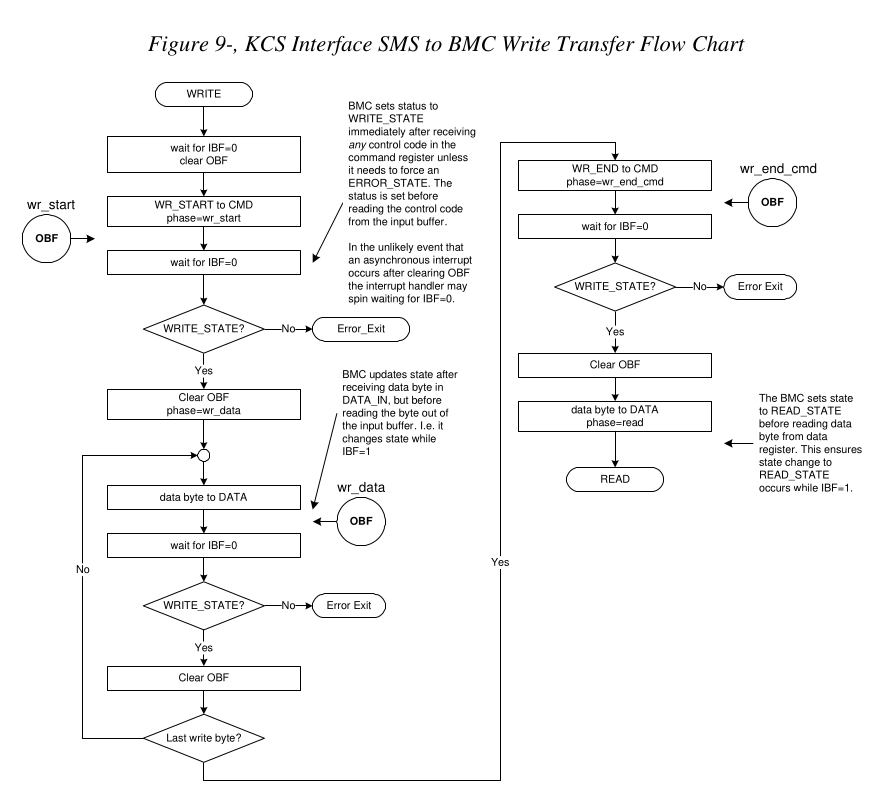 Figure 9-, KCS Interface SMS to BMC Write Transfer Flow Chart
WRITE
wait for IBF=0
clear OBF
WR_START to CMD
phase=wr_start
wr_start
OBF
wait for IBF=0
BMC sets status to
WRITE_STATE
immediately after receiving
any control code in the
command register unless
it needs to force an
ERROR_STATE. The
status is set before
reading the control code
from the input buffer.
In the unlikely event that
an asynchronous interrupt
occurs after clearing OBF
the interrupt handler may
spin waiting for IBF=0.
WRITE_STATE?
No
Error_Exit
Yes
Clear OBF
phase=wr_data
BMC updates state after
receiving data byte in
DATA_IN, but before
reading the byte out of
the input buffer. I.e. it
changes state while
IBF=1
data byte to DATA
wr_data
OBF
wait for IBF=0
No
WRITE_STATE?
No
Error Exit
Yes
Clear OBF
Last write byte?
Yes
WR_END to CMD
phase=wr_end_cmd
wr_end_cmd
OBF
wait for IBF=0
WRITE_STATE?
No
Error Exit
Yes
Clear OBF
data byte to DATA
phase=read
The BMC sets state
to READ_STATE
before reading data
byte from data
register. This ensures
state change to
READ_STATE
occurs while IBF=1.
READ